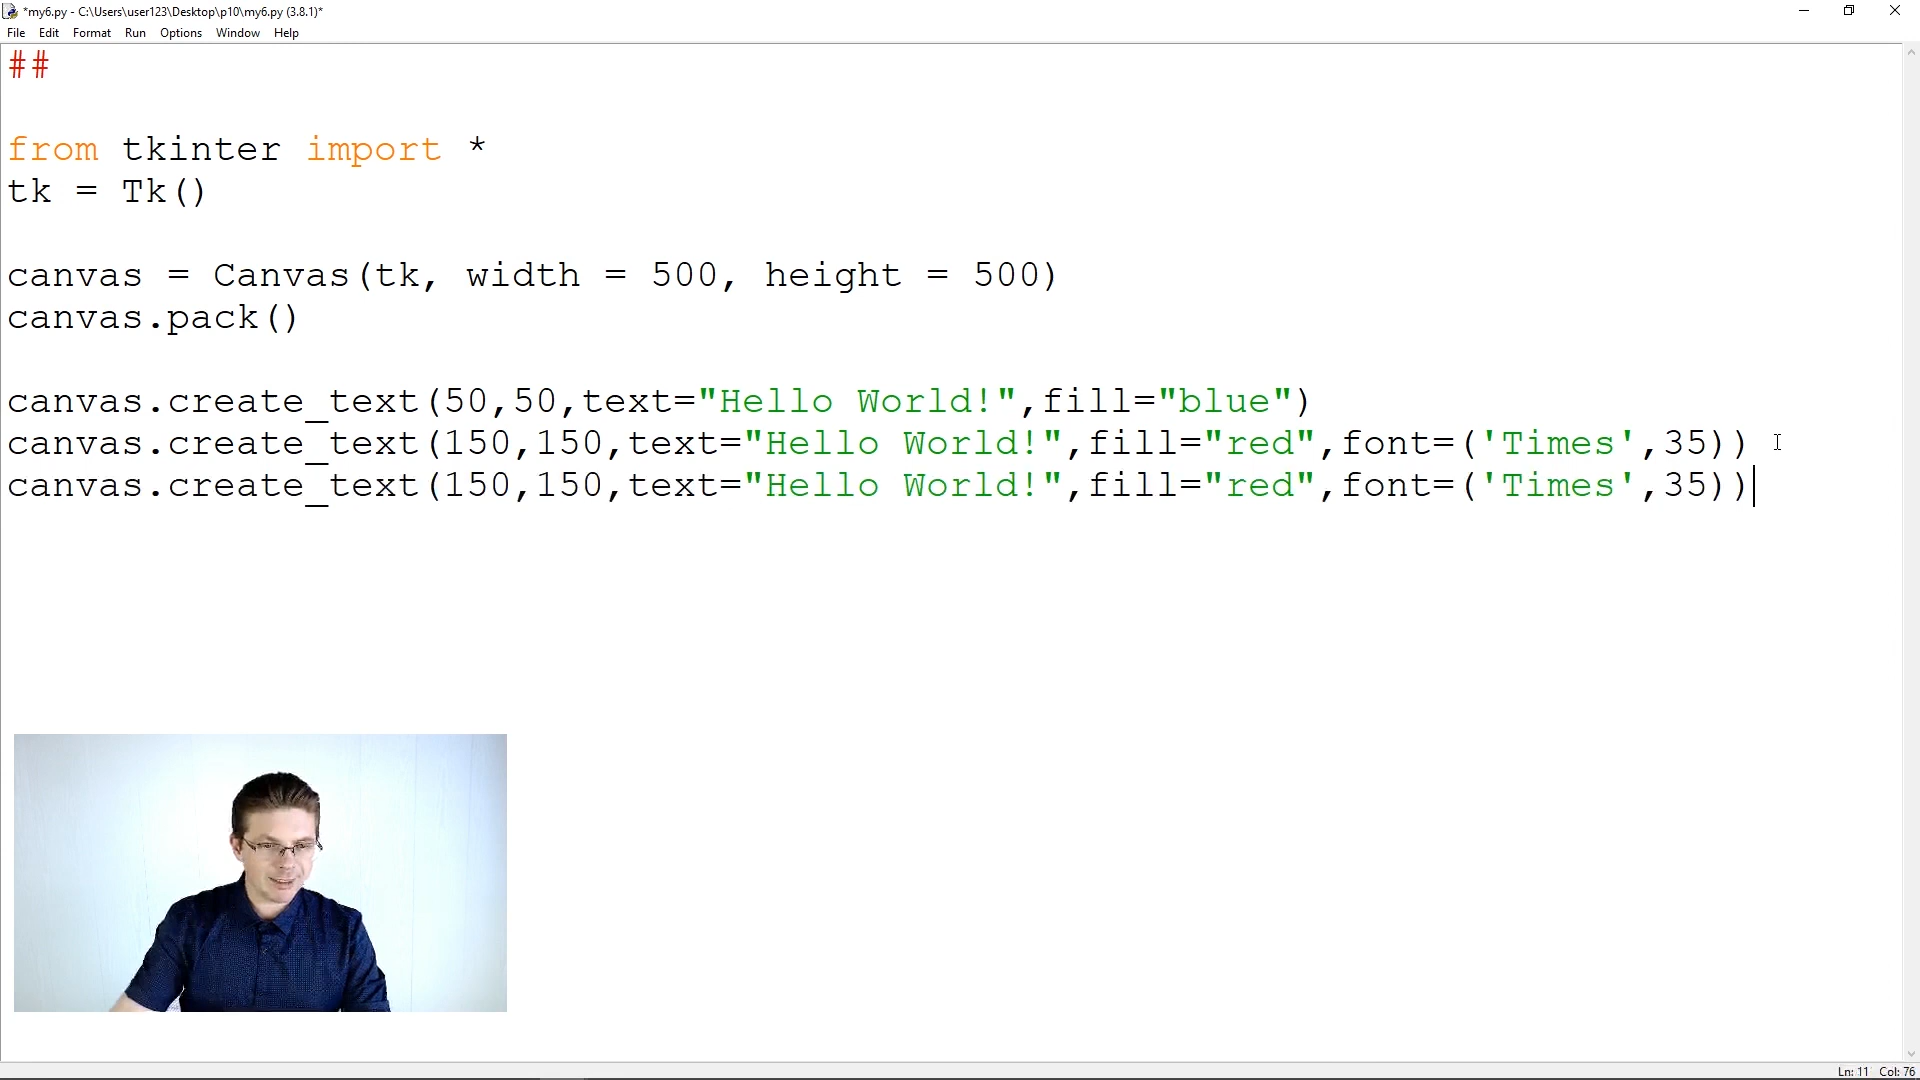 *my6.py - C:\Users\user123\Desktop\p10\my6.py (3.8.1)*
File Edit Format Run Options Window Help
##
from tkinter import *
tk = Tk()
canvas = Canvas(tk, width = 500, height = 500)
canvas.pack()
canvas.create_text(50,50,text="Hello World!",fill="blue")
canvas.create_text(150,150,text="Hello World!",fill="red",font=('Times',35))
canvas.create_text(150,150,text="Hello World!",fill="red",font=('Times',35))
Ln: 11 Col: 76